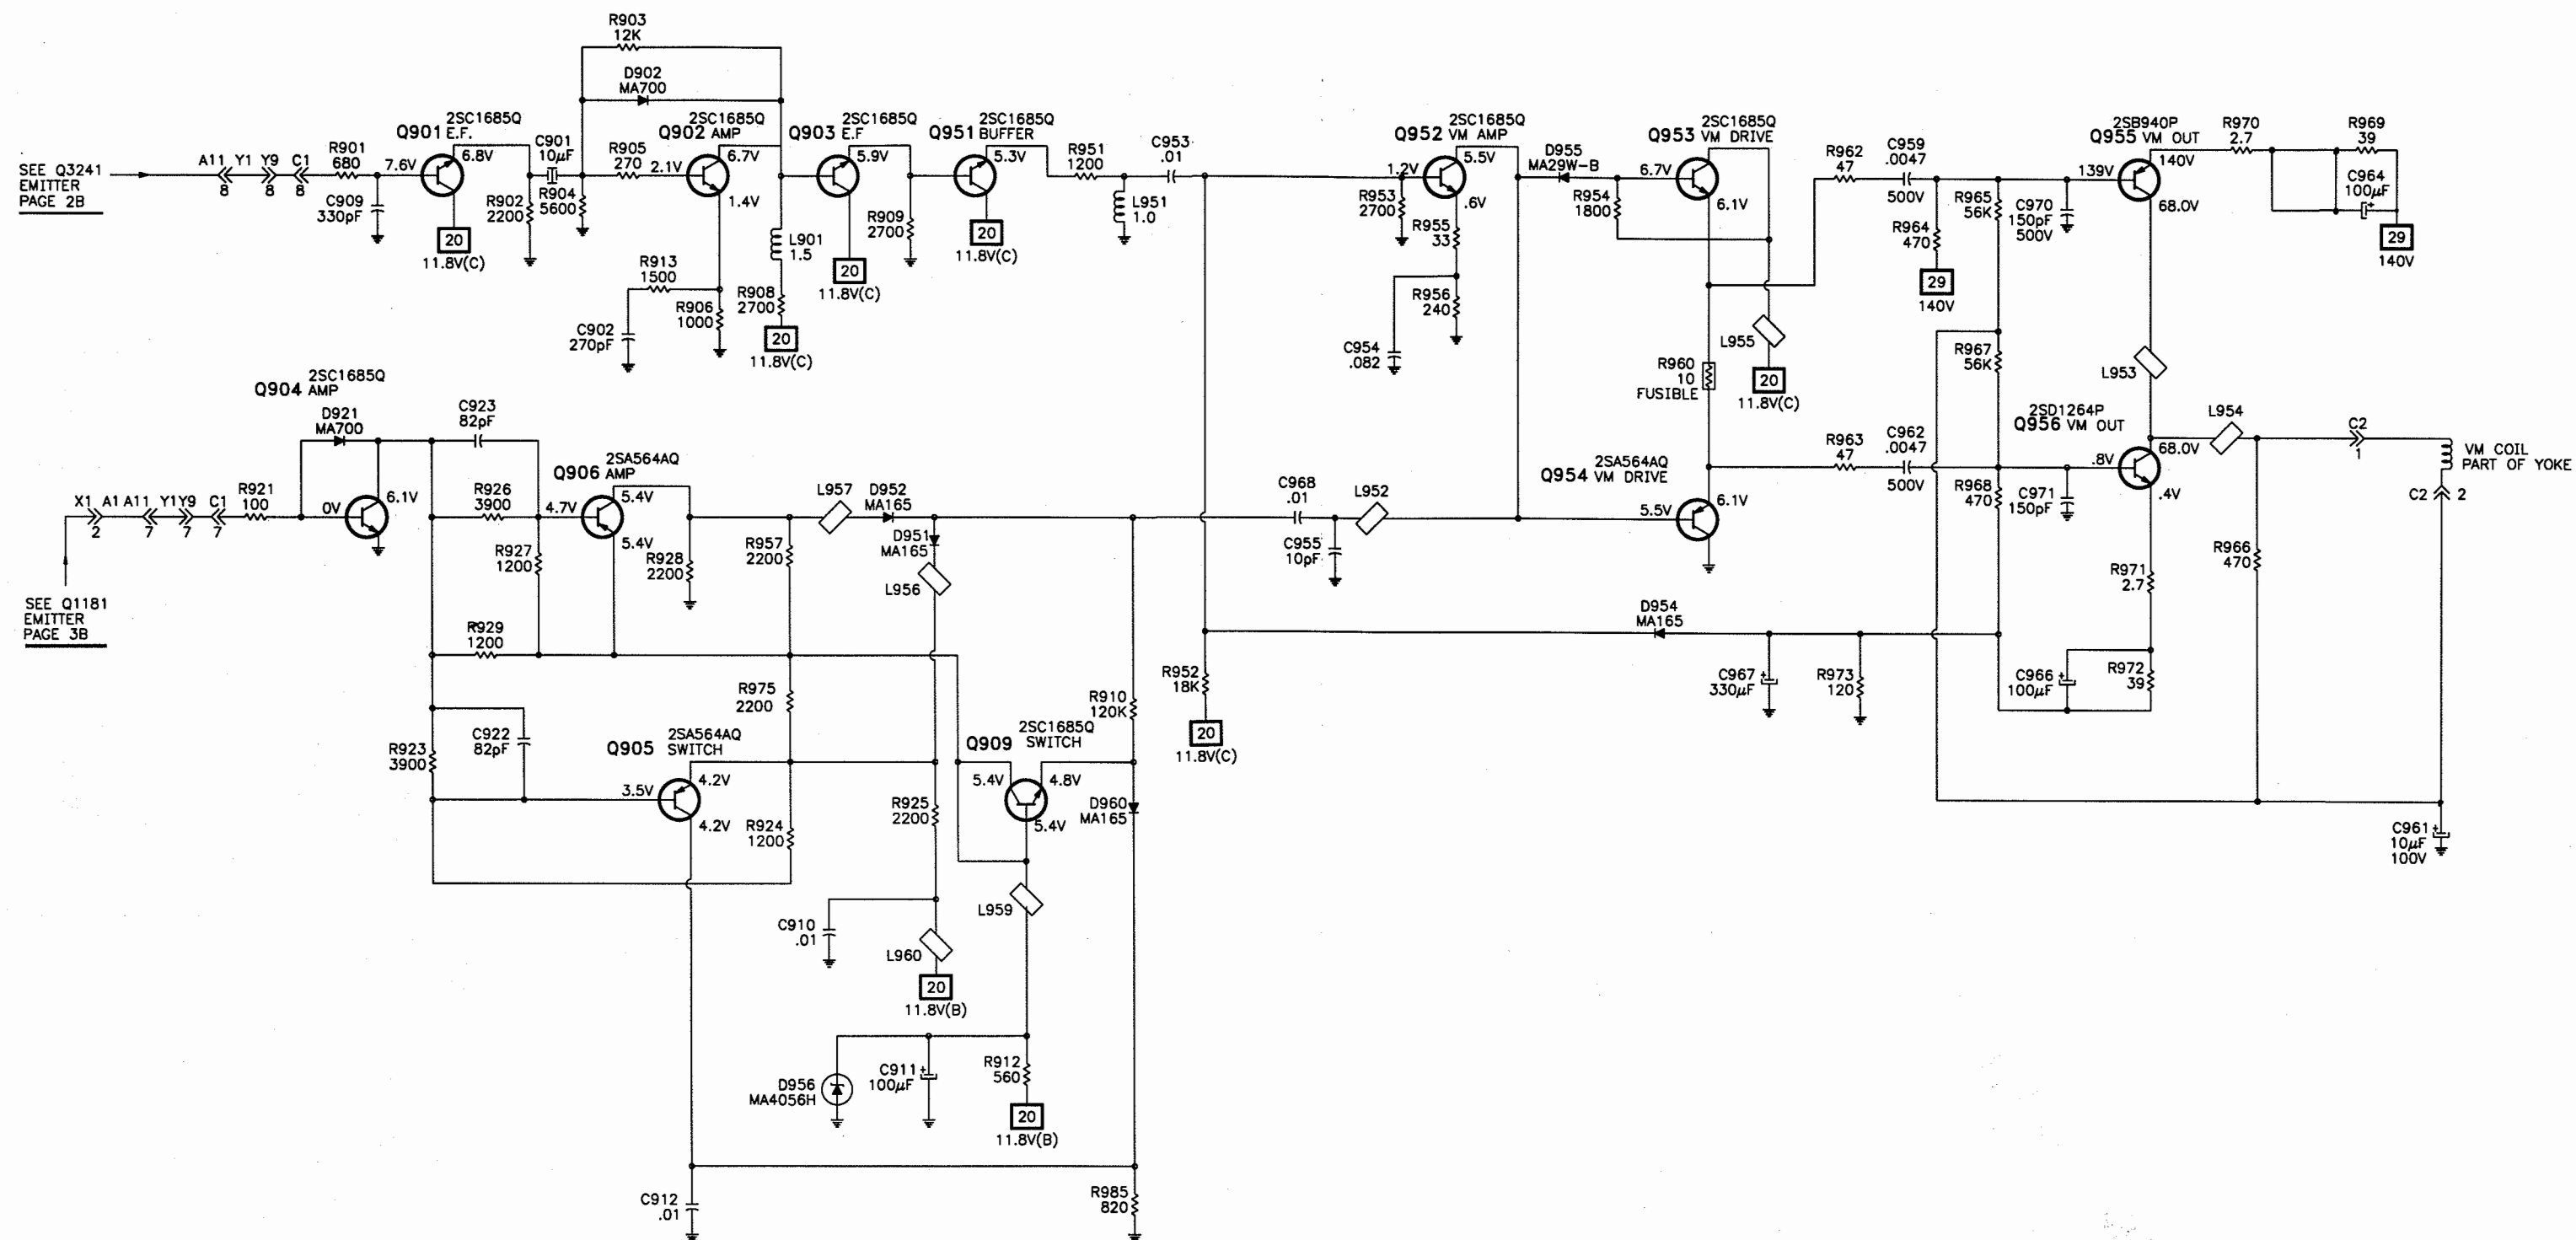 R903
12K
D902
MA700
2SC1685Q
Q901 E.F.
6.8V
7.6V
C901
10µF
R905
270
2.1V
2SC1685Q
Q902 AMP
6.7V
1.4V
2SC1685Q
Q903 E.F
5.9V
2SC1685Q
Q951 BUFFER
5.3V
R951
1200
C953
.01
SEE Q3241
EMITTER
PAGE 2B
A11 Y1 Y9 C1
8 8 8
R901
680
C909
330pF
R902
2200
R904
5600
20
11.8V(C)
R913
1500
C902
270pF
R906
1000
L901
1.5
R908
2700
20
11.8V(C)
20
11.8V(C)
R909
2700
20
11.8V(C)
L951
1.0
2SC1685Q
Q952 VM AMP
1.2V
5.5V
.6V
R953
2700
R955
33
R956
240
C954
.082
D955
MA29W-B
R954
1800
2SC1685Q
Q953 VM DRIVE
6.7V
6.1V
L955
20
11.8V(C)
R960
10
FUSIBLE
R962
47
C959
.0047
500V
R964
470
29
140V
R965
56K
C970
150pF
500V
2SB940P
Q955 VM OUT
139V
140V
68.0V
R970
2.7
R969
39
C964
100µF
29
140V
R967
56K
L953
2SD1264P
Q956 VM OUT
.8V
68.0V
.4V
L954
C2
1
VM COIL
PART OF YOKE
C2 2
R963
47
C962
.0047
500V
R968
470
C971
150pF
R966
470
R971
2.7
R972
39
C966
100µF
C961
10µF
100V
2SC1685Q
Q904 AMP
D921
MA700
X1 A1 A11 Y1 Y9 C1
2 7 7 7
R921
100
0V
6.1V
SEE Q1181
EMITTER
PAGE 3B
C923
82pF
R926
3900
R927
1200
R929
1200
2SA564AQ
Q906 AMP
4.7V
5.4V
5.4V
R928
2200
R957
2200
L957
D952
MA165
D951
MA165
L956
C968
.01
L952
C955
10pF
2SA564AQ
Q954 VM DRIVE
5.5V
6.1V
D954
MA165
C967
330µF
R973
120
R952
18K
20
11.8V(C)
R910
120K
R975
2200
R923
3900
C922
82pF
2SA564AQ
Q905 SWITCH
3.5V
4.2V
4.2V
R924
1200
R925
2200
2SC1685Q
Q909 SWITCH
5.4V
4.8V
5.4V
D960
MA165
C910
.01
L960
20
11.8V(B)
L959
D956
MA4056H
C911
100µF
R912
560
20
11.8V(B)
C912
.01
R985
820